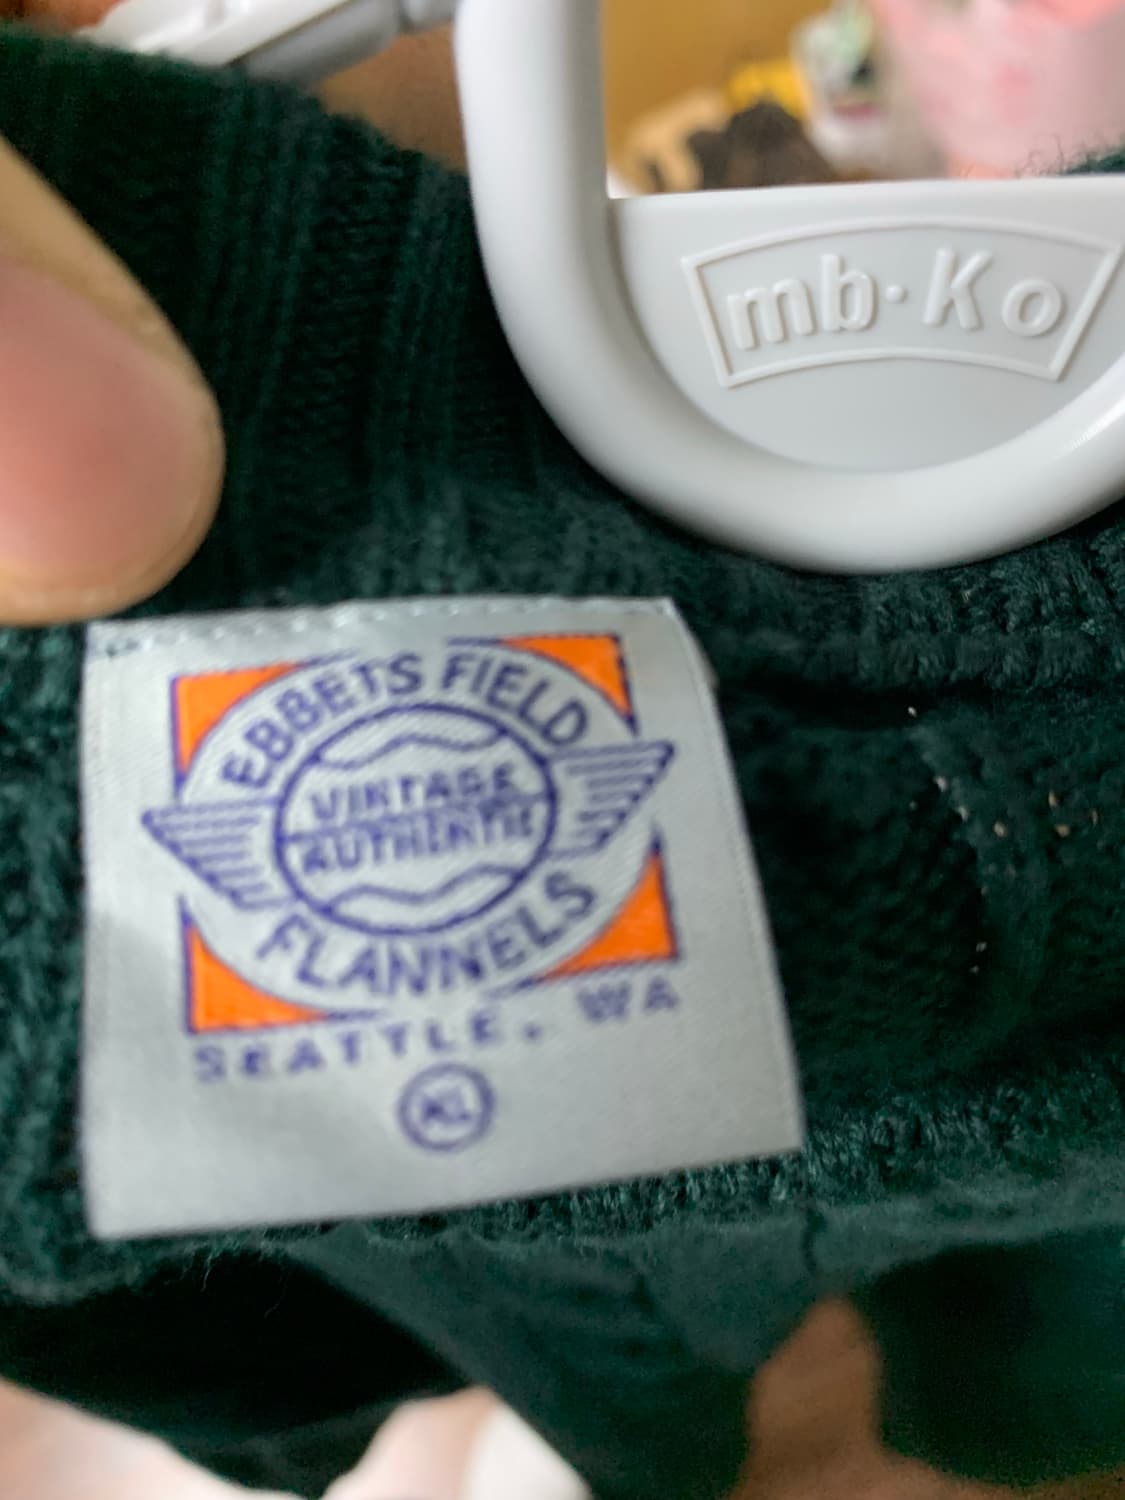 mb·Ko
EBBETS FIELD
VINTAGE
AUTHENTIC
FLANNELS
SEATTLE, WA
XL